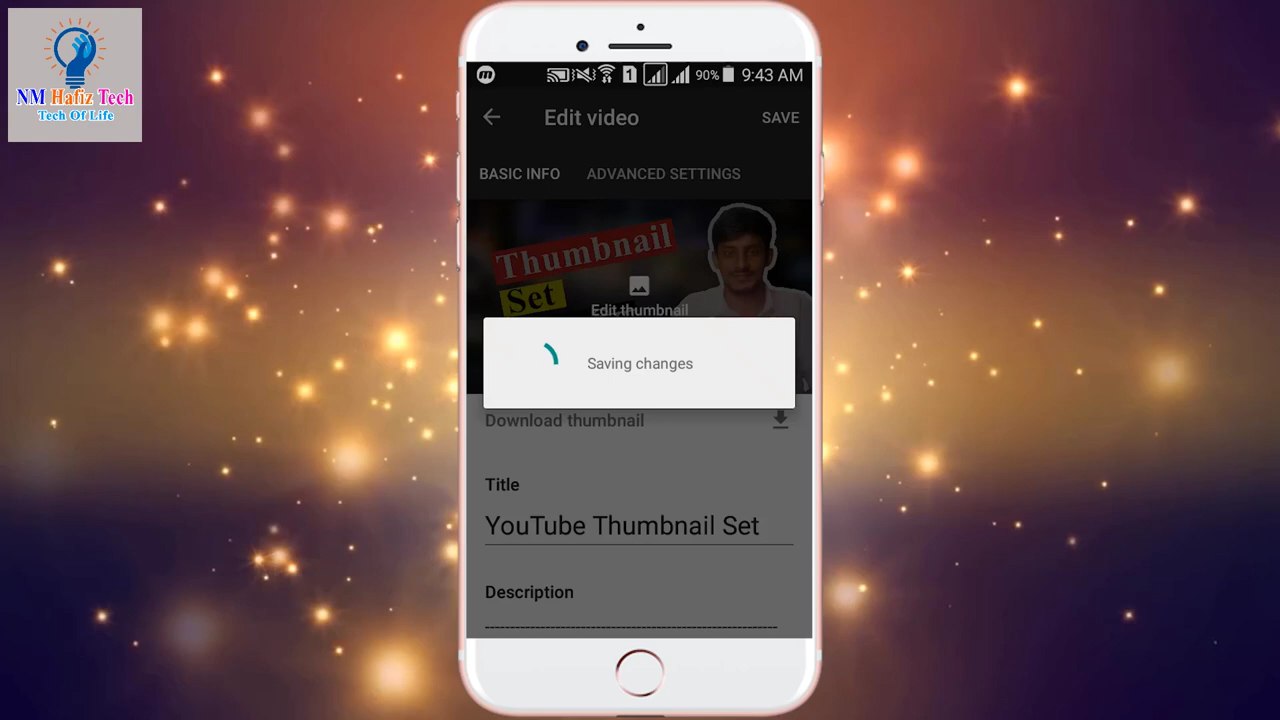 NM Hafiz Tech
Tech Of Life
1 90% 9:43 AM
Edit video SAVE
BASIC INFO ADVANCED SETTINGS
Thumbnail
Set
Edit thumbnail
Saving changes
Download thumbnail
Title
YouTube Thumbnail Set
Description
----------------------------------------------------------